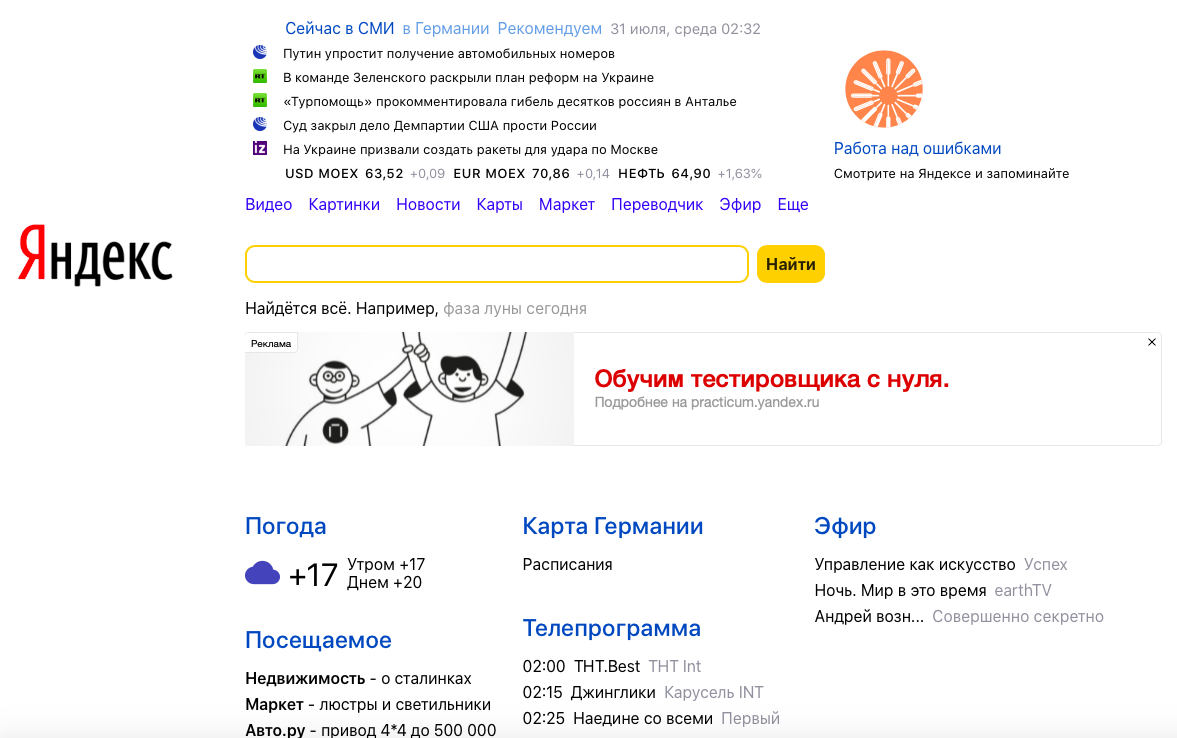 Сейчас в СМИ в Германии Рекомендуем 31 июля, среда 02:32
Путин упростит получение автомобильных номеров
RT В команде Зеленского раскрыли план реформ на Украине
RT «Турпомощь» прокомментировала гибель десятков россиян в Анталье
Суд закрыл дело Демпартии США прости России
iz На Украине призвали создать ракеты для удара по Москве
USD MOEX 63,52 +0,09 EUR MOEX 70,86 +0,14 НЕФТЬ 64,90 +1,63%
Работа над ошибками
Смотрите на Яндексе и запоминайте
Видео Картинки Новости Карты Маркет Переводчик Эфир Еще
Яндекс
Найти
Найдётся всё. Например, фаза луны сегодня
Реклама
Обучим тестировщика с нуля.
Подробнее на practicum.yandex.ru
Погода
+17 Утром +17
Днем +20
Посещаемое
Недвижимость - о сталинках
Маркет - люстры и светильники
Авто.ру - привод 4*4 до 500 000
Карта Германии
Расписания
Телепрограмма
02:00 ТНТ.Best ТНТ Int
02:15 Джинглики Карусель INT
02:25 Наедине со всеми Первый
Эфир
Управление как искусство Успех
Ночь. Мир в это время earthTV
Андрей возн... Совершенно секретно